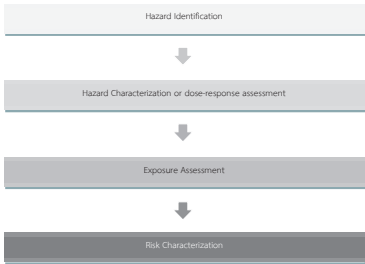 Hazard Identification
Hazard Characterization or dose-response assessment
Exposure Assessment
Risk Characterization